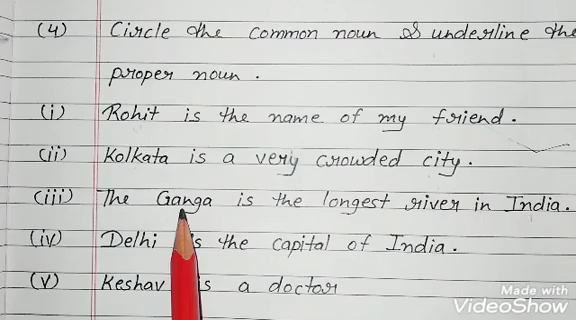 (4) Circle the common noun & underline the
proper noun.
(i) Rohit is the name of my friend.
(ii) Kolkata is a very crowded city.
(iii) The Ganga is the longest river in India.
(iv) Delhi is the capital of India.
(v) Keshav is a doctor
Made with
VideoShow